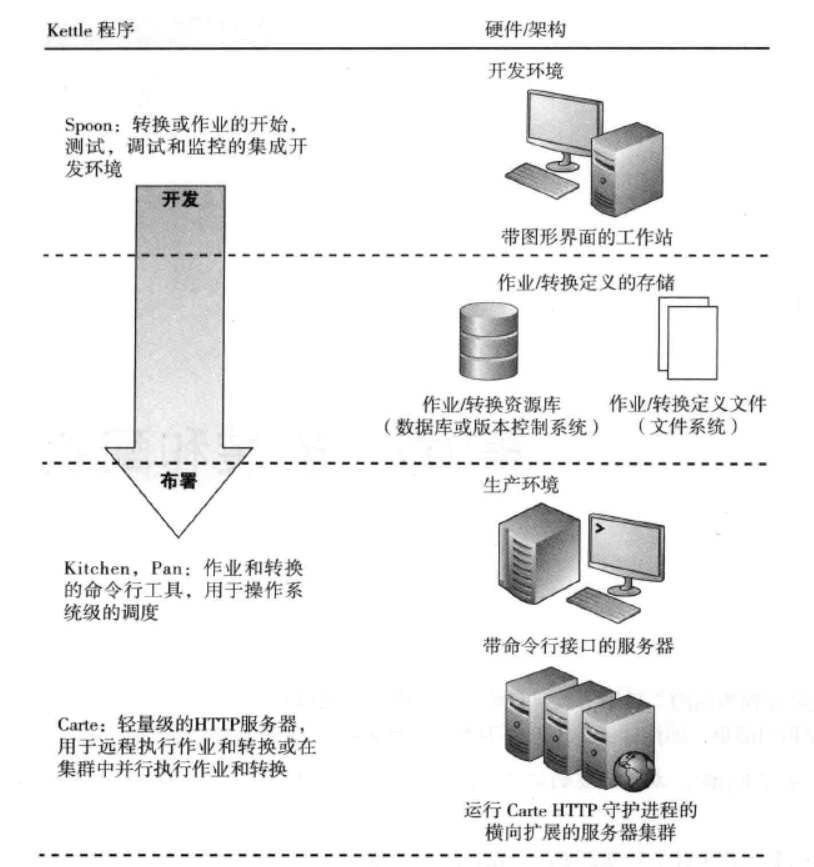 Kettle 程序
硬件/架构
开发环境
Spoon：转换或作业的开始，
测试，调试和监控的集成开
发环境
开发
带图形界面的工作站
作业/转换定义的存储
作业/转换资源库
（数据库或版本控制系统）
作业/转换定义文件
（文件系统）
布署
生产环境
>
Kitchen，Pan：作业和转换
的命令行工具，用于操作系
统级的调度
带命令行接口的服务器
Carte：轻量级的HTTP服务器，
用于远程执行作业和转换或在
集群中并行执行作业和转换
运行 Carte HTTP 守护进程的
横向扩展的服务器集群